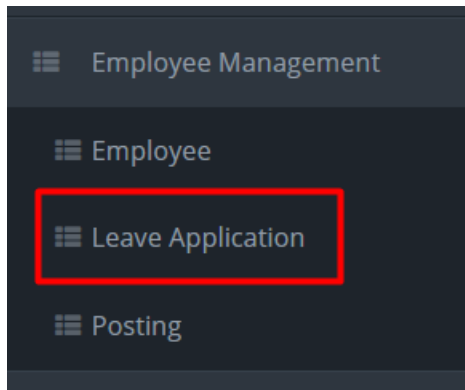 Employee Management
Employee
Leave Application
Posting